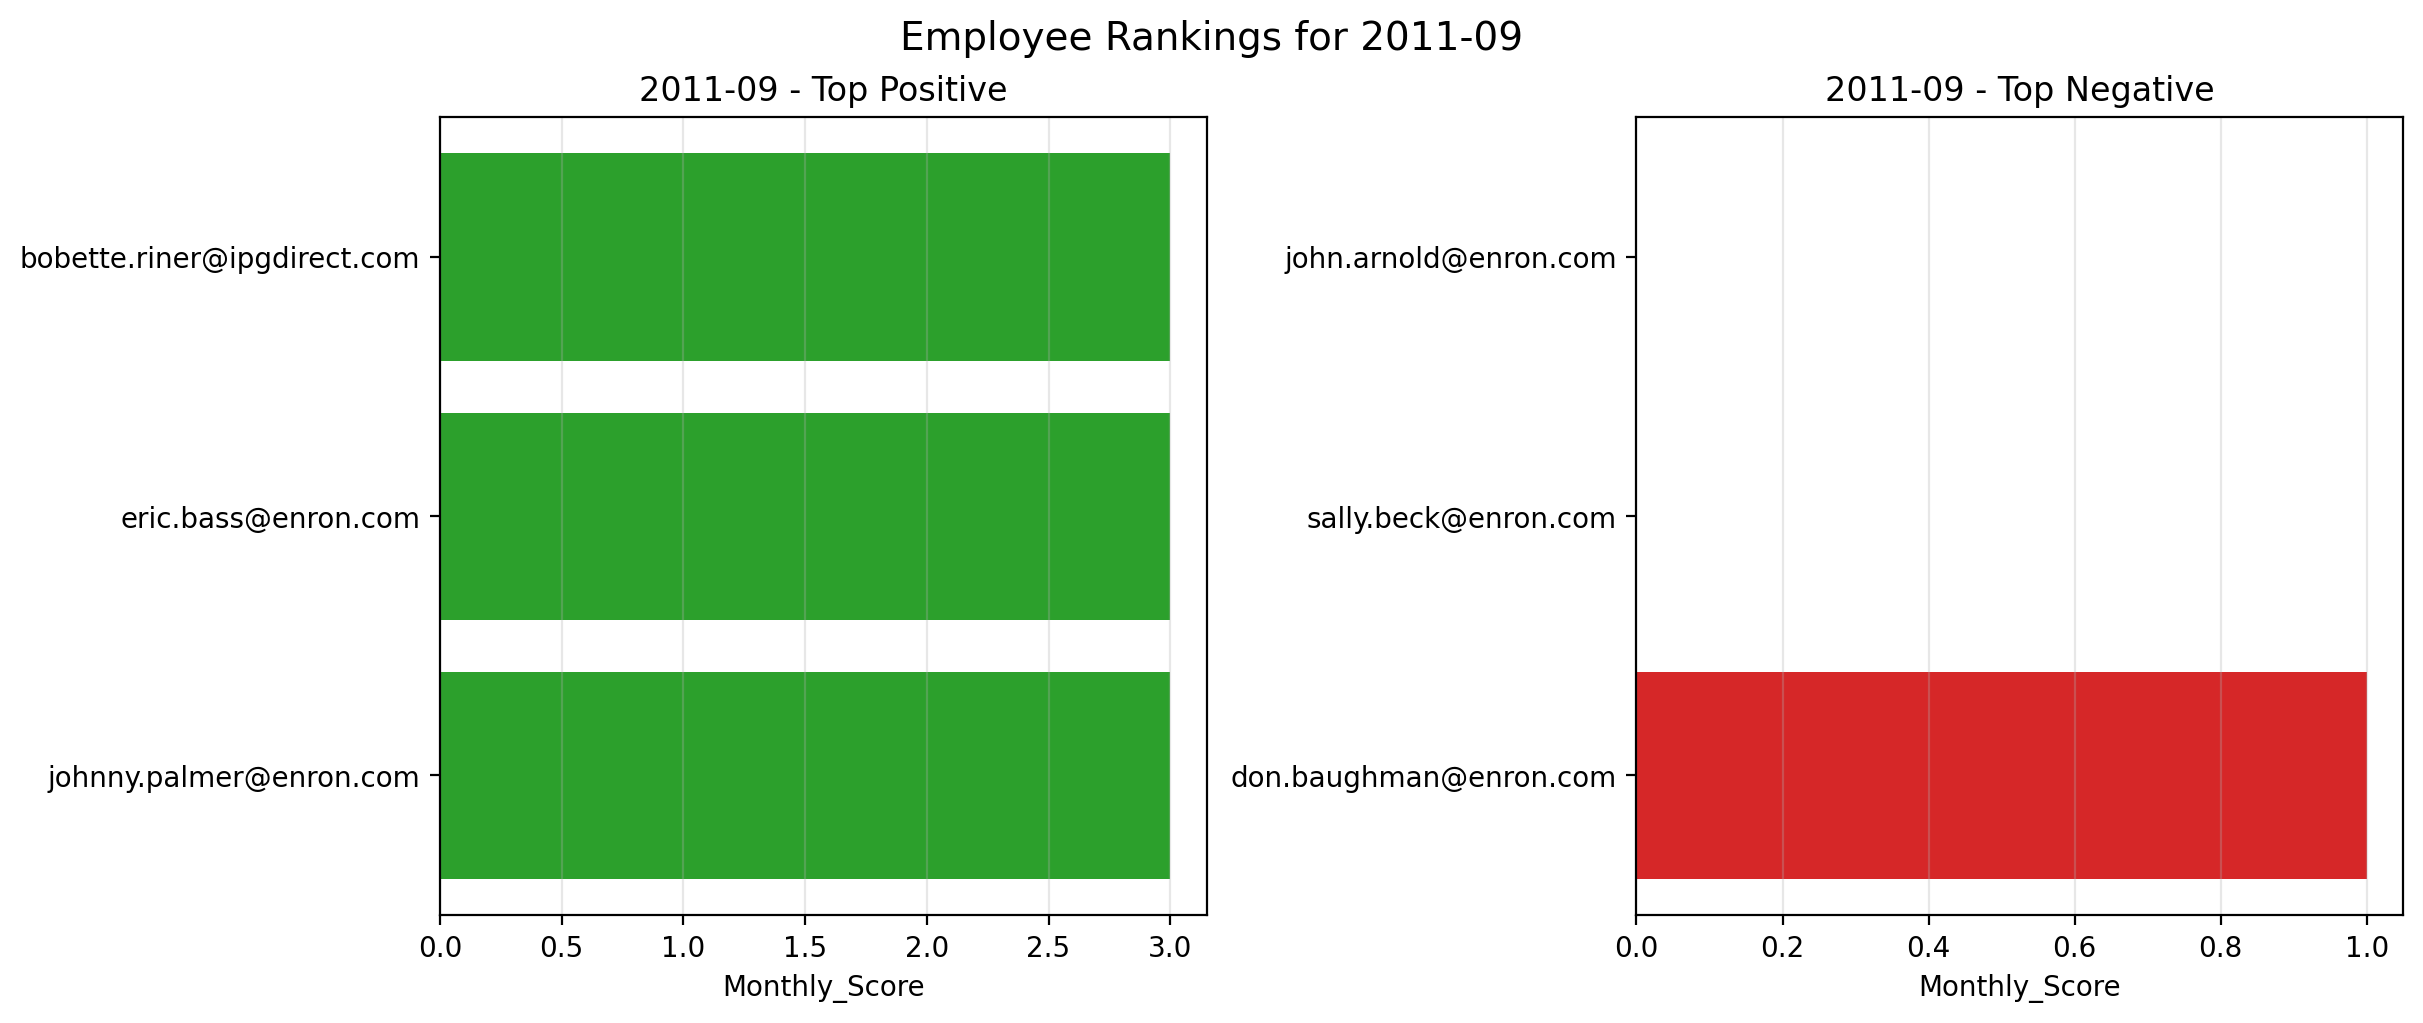 Employee Rankings for 2011-09
2011-09 - Top Positive
bobette.riner@ipgdirect.com
eric.bass@enron.com
johnny.palmer@enron.com
0.0 0.5 1.0 1.5 2.0 2.5 3.0
Monthly_Score
2011-09 - Top Negative
john.arnold@enron.com
sally.beck@enron.com
don.baughman@enron.com
0.0 0.2 0.4 0.6 0.8 1.0
Monthly_Score